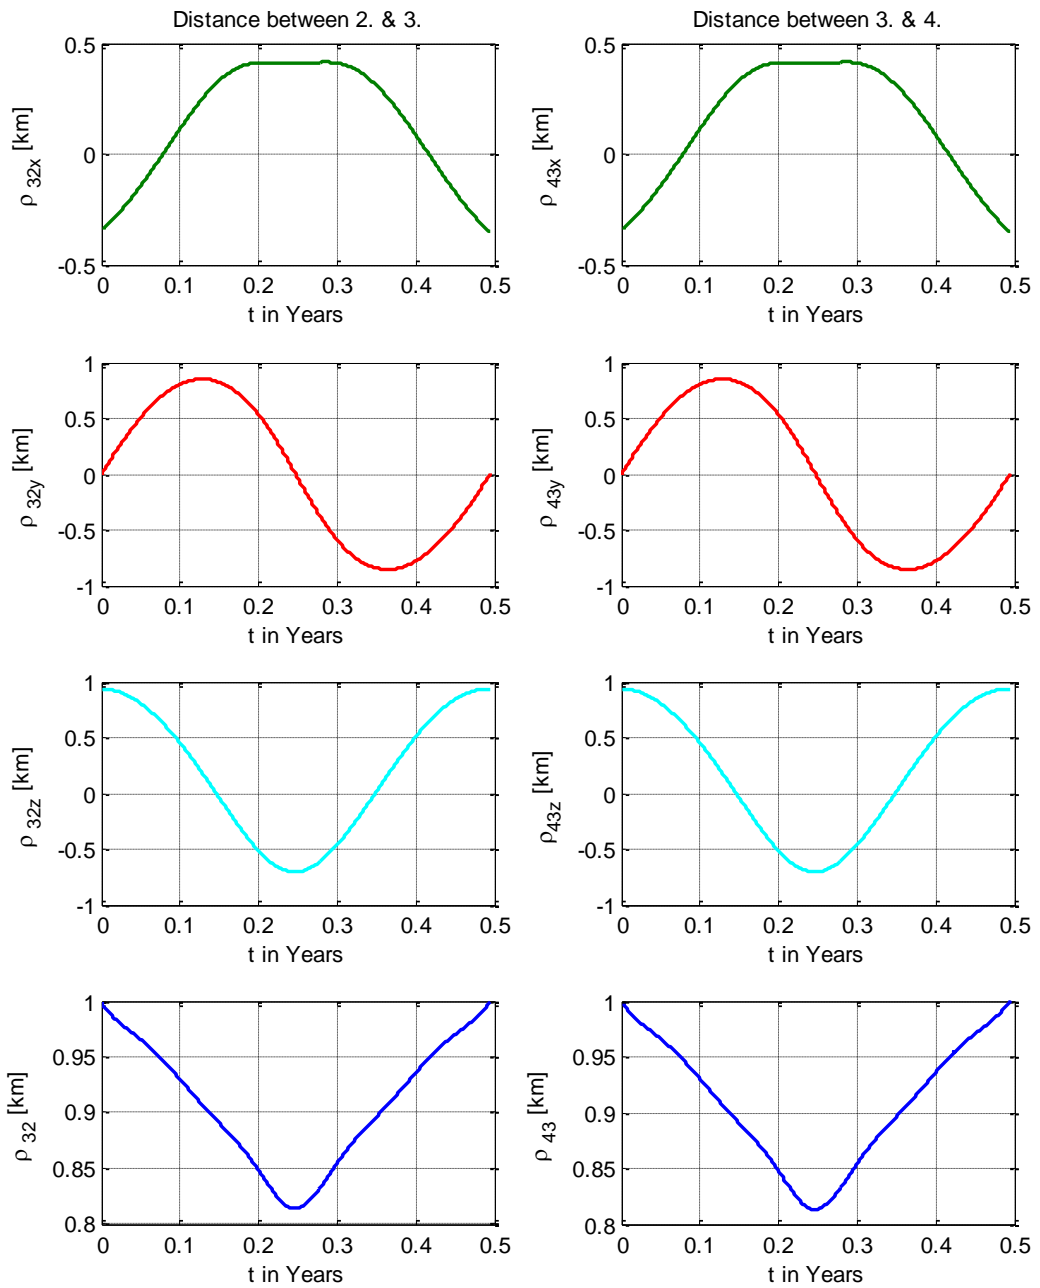 Distance between 2. & 3.
0.5
0
-0.5
ρ 32x [km]
0 0.1 0.2 0.3 0.4 0.5
t in Years
Distance between 3. & 4.
0.5
0
-0.5
ρ 43x [km]
0 0.1 0.2 0.3 0.4 0.5
t in Years
1
0.5
0
-0.5
-1
ρ 32y [km]
0 0.1 0.2 0.3 0.4 0.5
t in Years
1
0.5
0
-0.5
-1
ρ 43y [km]
0 0.1 0.2 0.3 0.4 0.5
t in Years
1
0.5
0
-0.5
-1
ρ 32z [km]
0 0.1 0.2 0.3 0.4 0.5
t in Years
1
0.5
0
-0.5
-1
ρ43z [km]
0 0.1 0.2 0.3 0.4 0.5
t in Years
1
0.95
0.9
0.85
0.8
ρ 32 [km]
0 0.1 0.2 0.3 0.4 0.5
t in Years
1
0.95
0.9
0.85
0.8
ρ 43 [km]
0 0.1 0.2 0.3 0.4 0.5
t in Years